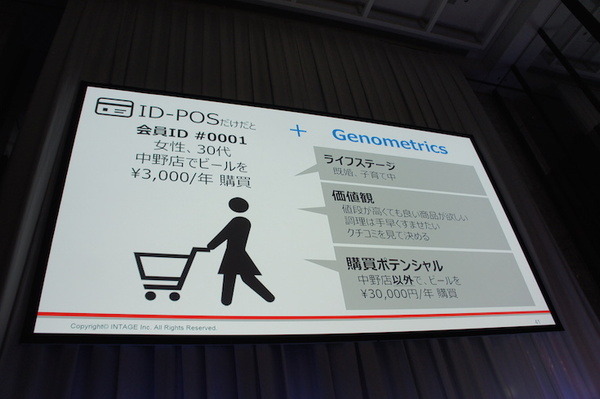 ID-POSだけだと
会員ID #0001
女性、30代
中野店でビールを
¥3,000/年 購買
+ Genometrics
ライフステージ
既婚、子育て中
価値観
値段が高くても良い商品が欲しい
調理は手早くすませたい
クチコミを見て決める
購買ポテンシャル
中野店以外で、ビールを
¥30,000円/年 購買
Copyright© INTAGE Inc. All Rights Reserved.